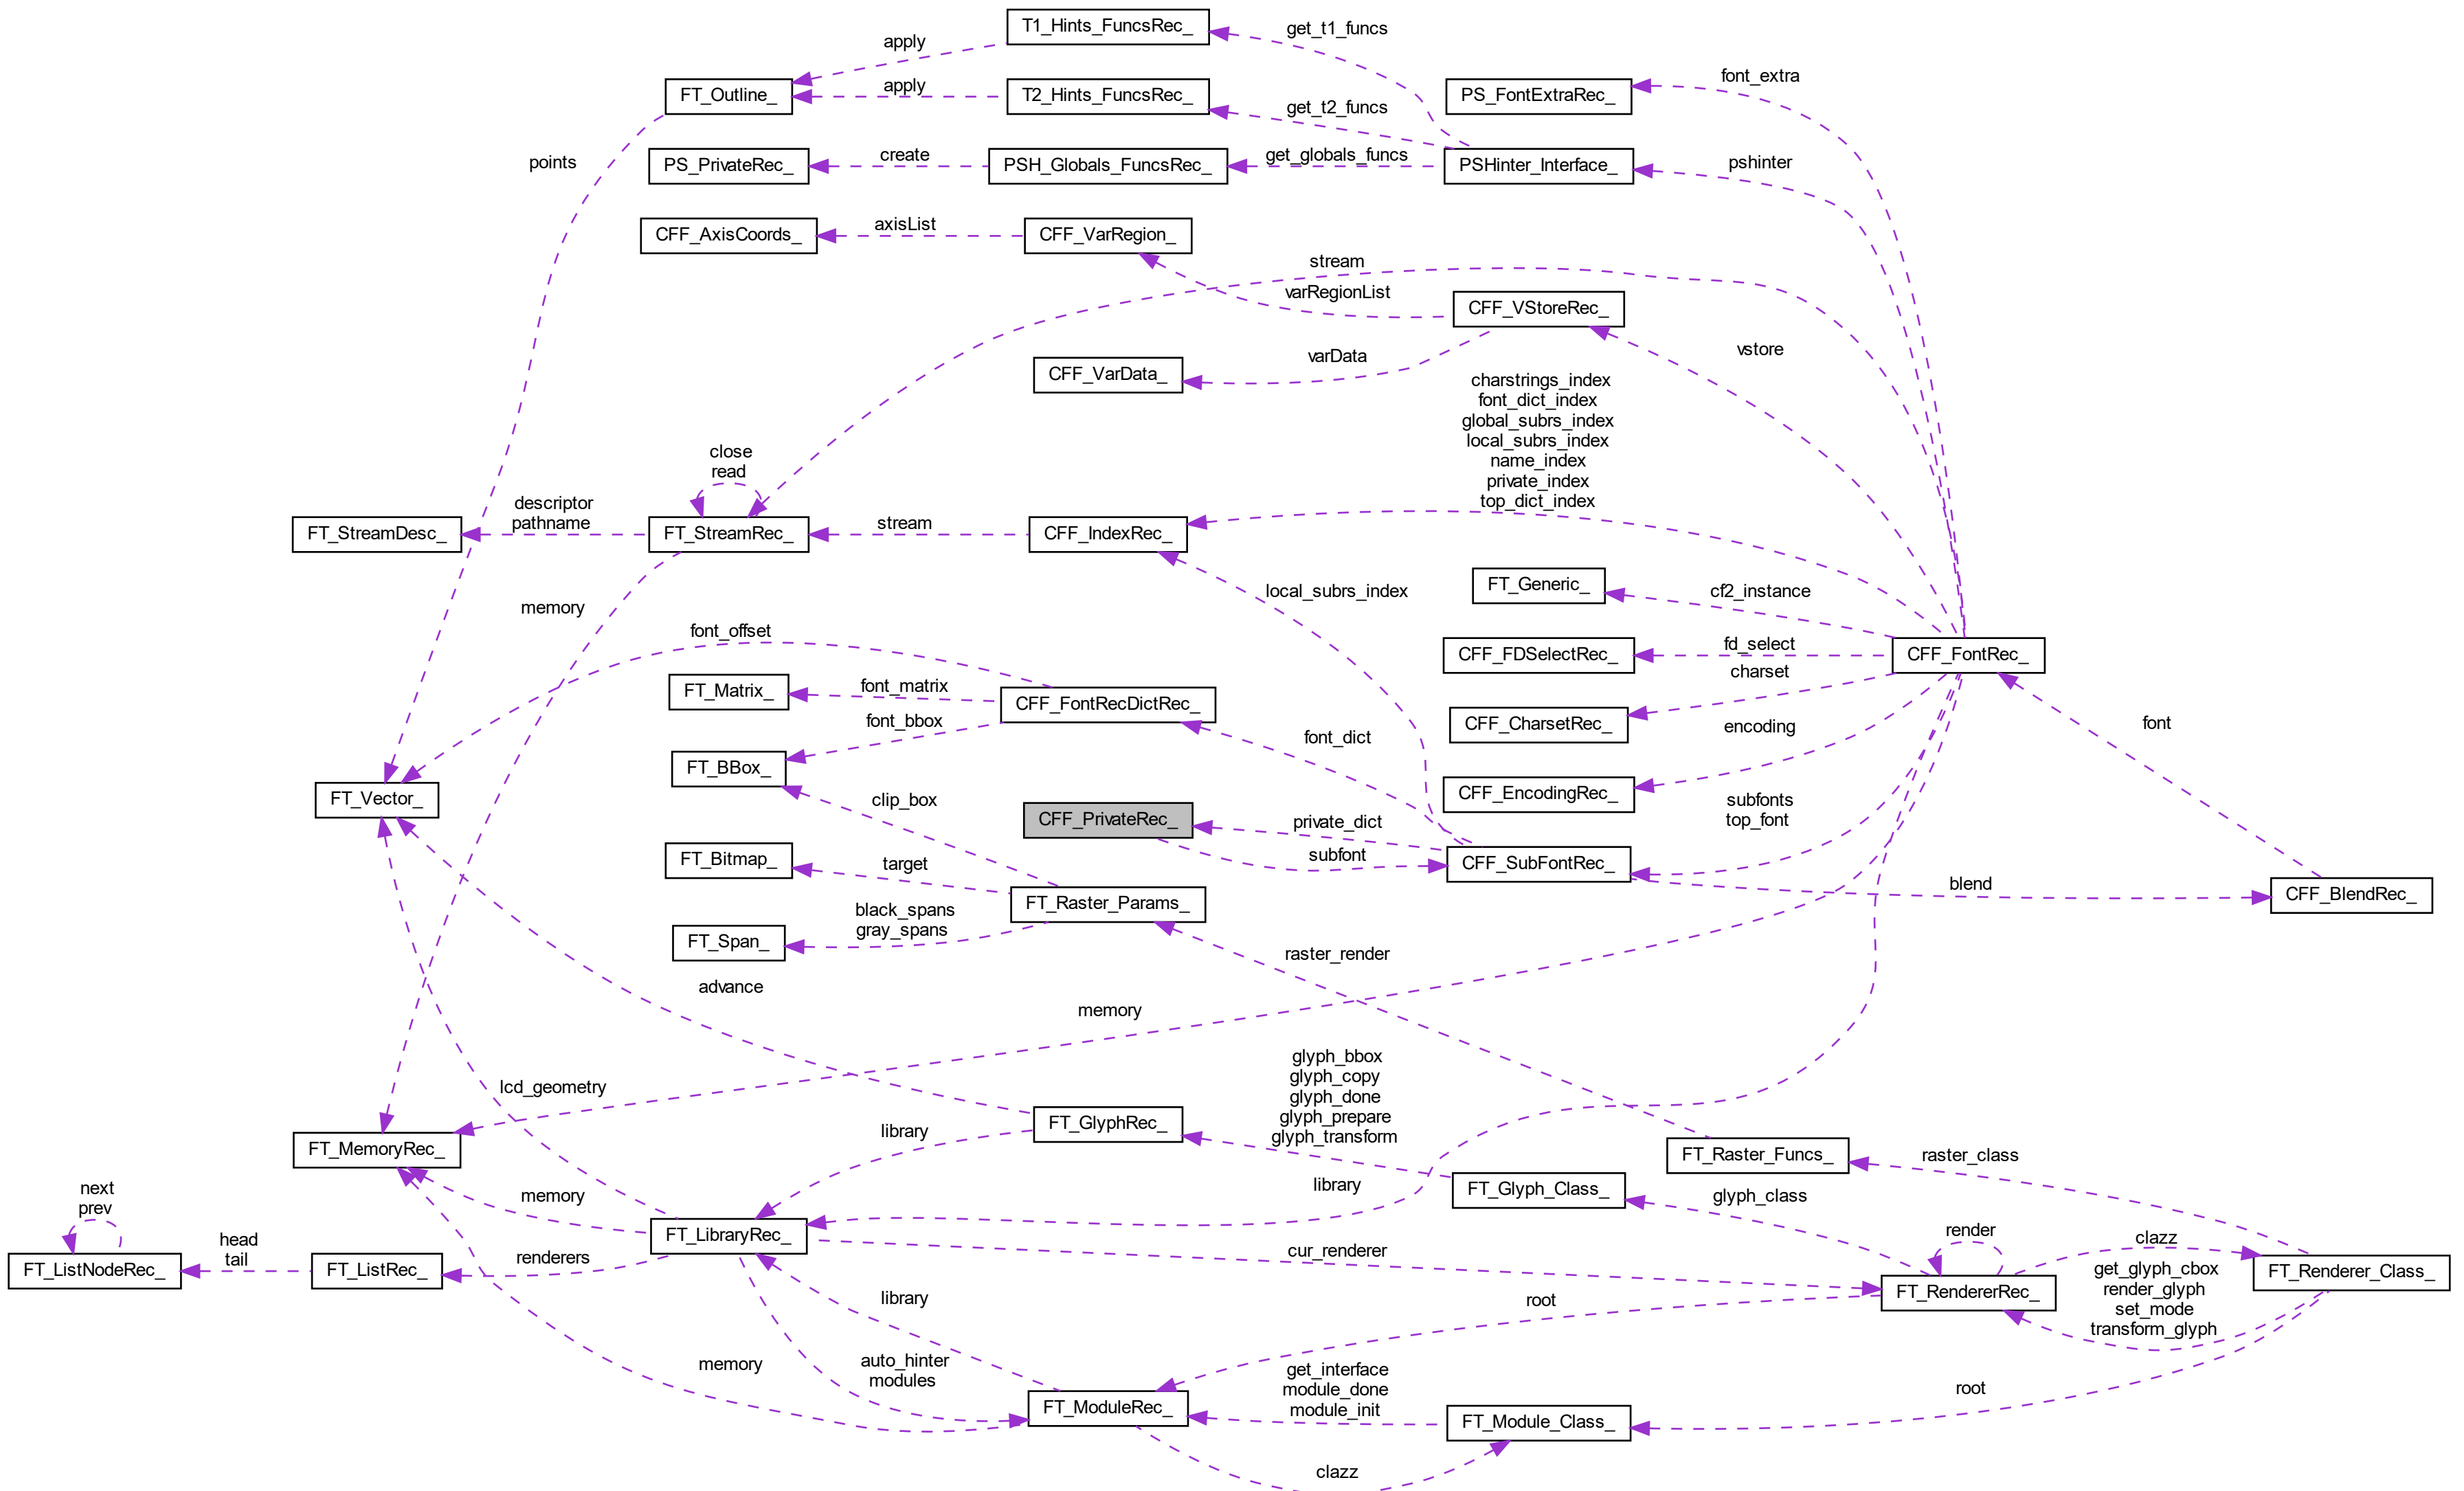 T1_Hints_FuncsRec_
get_t1_funcs
apply
FT_Outline_
apply
T2_Hints_FuncsRec_
get_t2_funcs
PS_FontExtraRec_
font_extra
points
PS_PrivateRec_
create
PSH_Globals_FuncsRec_
get_globals_funcs
PSHinter_Interface_
pshinter
CFF_AxisCoords_
axisList
CFF_VarRegion_
stream
varRegionList
CFF_VStoreRec_
vstore
CFF_VarData_
varData
charstrings_index
font_dict_index
global_subrs_index
local_subrs_index
name_index
private_index
top_dict_index
close
read
descriptor
pathname
FT_StreamDesc_
FT_StreamRec_
stream
CFF_IndexRec_
memory
local_subrs_index
FT_Generic_
cf2_instance
font_offset
CFF_FDSelectRec_
fd_select
CFF_FontRec_
charset
FT_Matrix_
font_matrix
CFF_FontRecDictRec_
font_bbox
CFF_CharsetRec_
encoding
font
font_dict
FT_BBox_
FT_Vector_
clip_box
CFF_PrivateRec_
private_dict
subfont
CFF_EncodingRec_
subfonts
top_font
FT_Bitmap_
target
CFF_SubFontRec_
blend
CFF_BlendRec_
FT_Raster_Params_
black_spans
gray_spans
FT_Span_
raster_render
advance
memory
lcd_geometry
glyph_bbox
glyph_copy
glyph_done
glyph_prepare
glyph_transform
FT_GlyphRec_
library
FT_MemoryRec_
FT_Raster_Funcs_
raster_class
library
FT_Glyph_Class_
glyph_class
next
prev
memory
FT_LibraryRec_
head
tail
FT_ListNodeRec_
FT_ListRec_
renderers
cur_renderer
render
clazz
FT_RendererRec_
FT_Renderer_Class_
get_glyph_cbox
render_glyph
set_mode
transform_glyph
library
root
memory
auto_hinter
modules
get_interface
module_done
module_init
root
FT_ModuleRec_
FT_Module_Class_
clazz